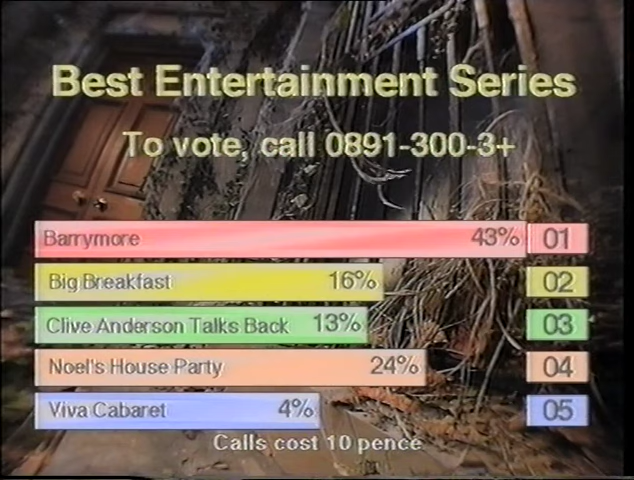 Best Entertainment Series
To vote, call 0891-300-3+
Barrymore 43% 01
Big Breakfast 16% 02
Clive Anderson Talks Back 13% 03
Noel's House Party 24% 04
Viva Cabaret 4% 05
Calls cost 10 pence